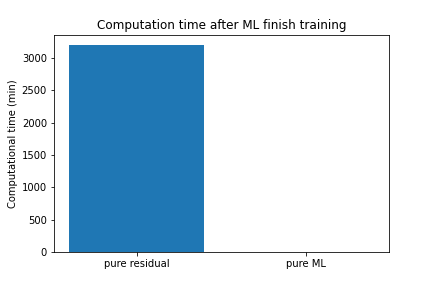 Computation time after ML finish training
Computational time (min)
3000
2500
2000
1500
1000
500
0
pure residual
pure ML